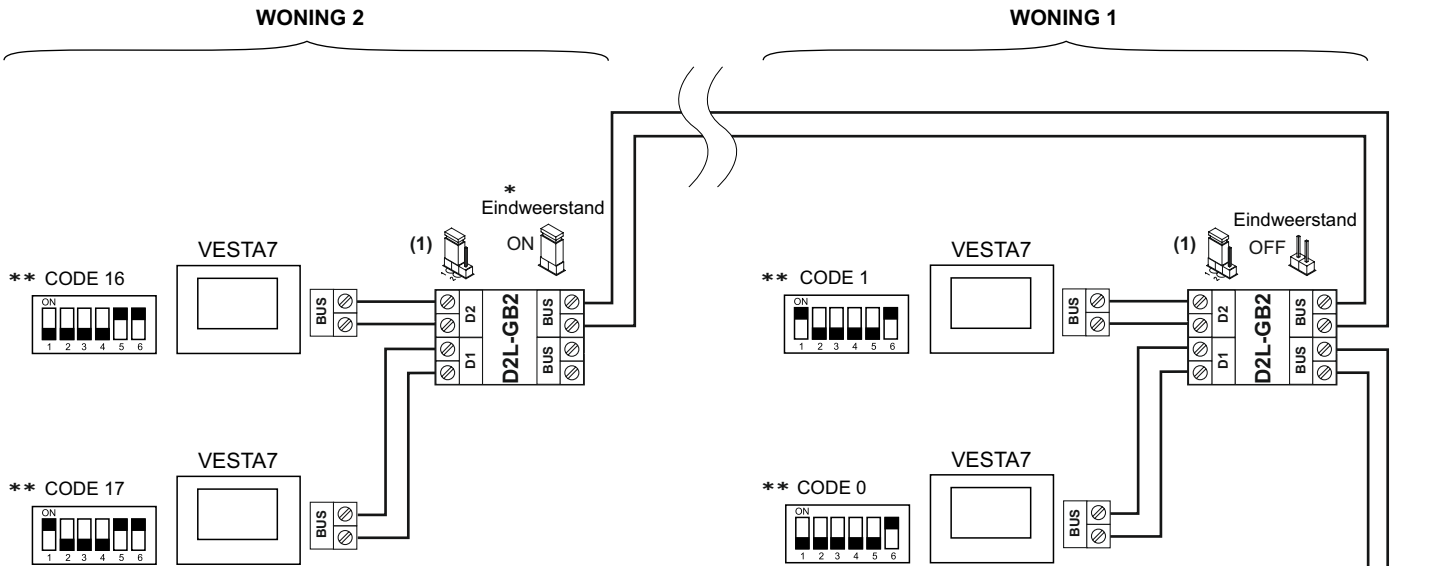 WONING 2
WONING 1
*
Eindweerstand
(1)
ON
VESTA7
** CODE 16
ON
1 2 3 4 5 6
BUS
D2
D1
D2L-GB2
BUS
BUS
VESTA7
** CODE 17
ON
1 2 3 4 5 6
BUS
Eindweerstand
(1)
OFF
1
2
VESTA7
** CODE 1
ON
1 2 3 4 5 6
BUS
D2
D1
D2L-GB2
BUS
BUS
VESTA7
** CODE 0
ON
1 2 3 4 5 6
BUS